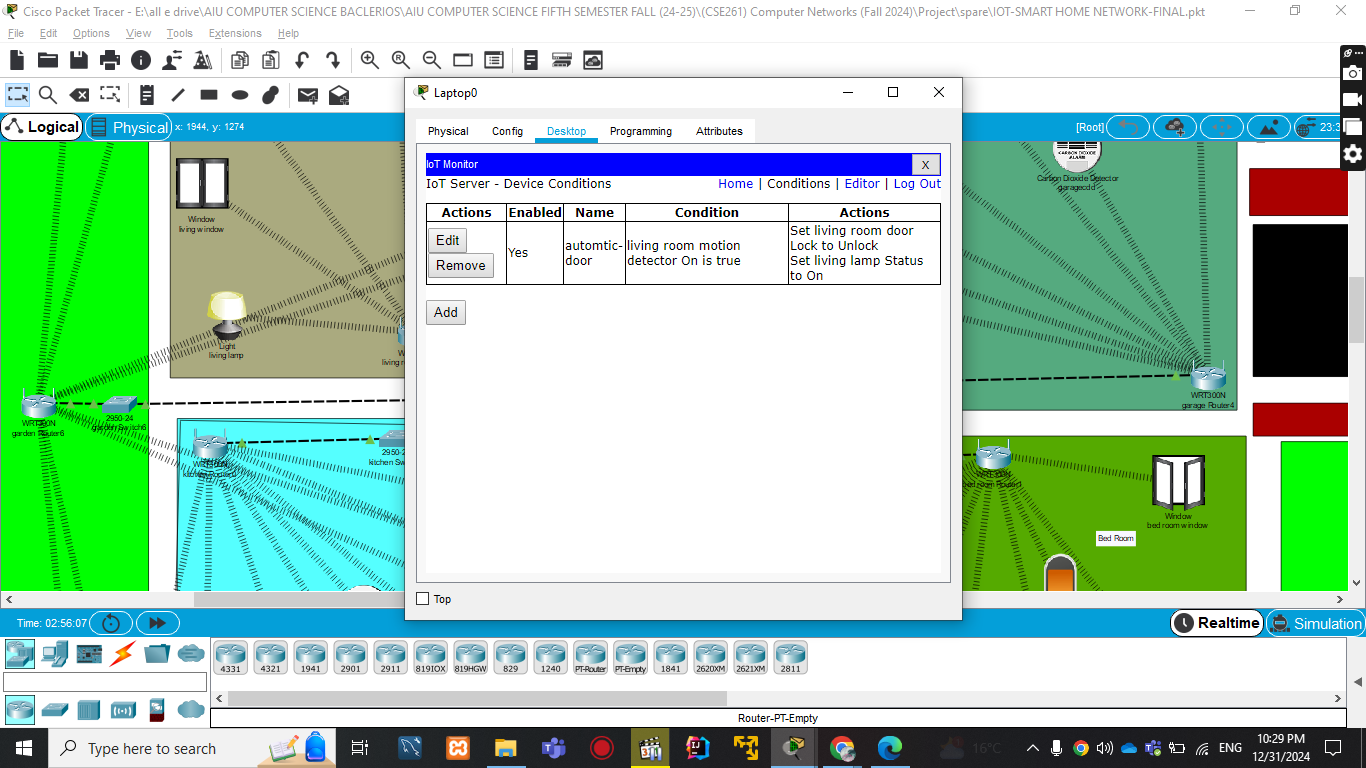 Cisco Packet Tracer - E:\all e drive\AIU COMPUTER SCIENCE BACLERIOS\AIU COMPUTER SCIENCE FIFTH SEMESTER FALL (24-25)\(CSE261) Computer Networks (Fall 2024)\Project\spare\IOT-SMART HOME NETWORK-FINAL.pkt
File Edit Options View Tools Extensions Help
Logical Physical x: 1944, y: 1274
[Root]
Laptop0
Physical Config Desktop Programming Attributes
IoT Monitor
X
IoT Server - Device Conditions
Home | Conditions | Editor | Log Out
Actions Enabled Name Condition Actions
Edit
Remove
Yes
automtic-
door
living room motion
detector On is true
Set living room door
Lock to Unlock
Set living lamp Status
to On
Add
Top
Window
living window
Light
living lamp
WRT300N
garden Router6
2950-24
garden Switch6
kitchen Sw
CARBON DIOXIDE
ALARM
Carbon Dioxide Detector
garagecdd
WRT300N
garage Router4
WRT300N
bed room Router1
Window
bed room window
Bed Room
Time: 02:56:07
Realtime
Simulation
4331 4321 1941 2901 2911 819IOX 819HGW 829 1240 PT-Router PT-Empty 1841 2620XM 2621XM 2811
Router-PT-Empty
Type here to search
16°C
ENG
10:29 PM
12/31/2024